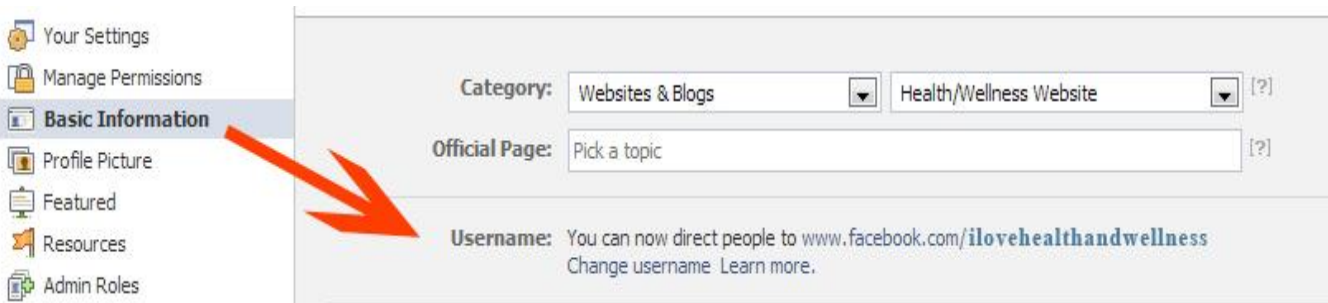 Your Settings
Manage Permissions
Basic Information
Profile Picture
Featured
Resources
Admin Roles
Category: Websites & Blogs Health/Wellness Website [?]
Official Page: Pick a topic [?]
Username: You can now direct people to www.facebook.com/ilovehealthandwellness
Change username Learn more.